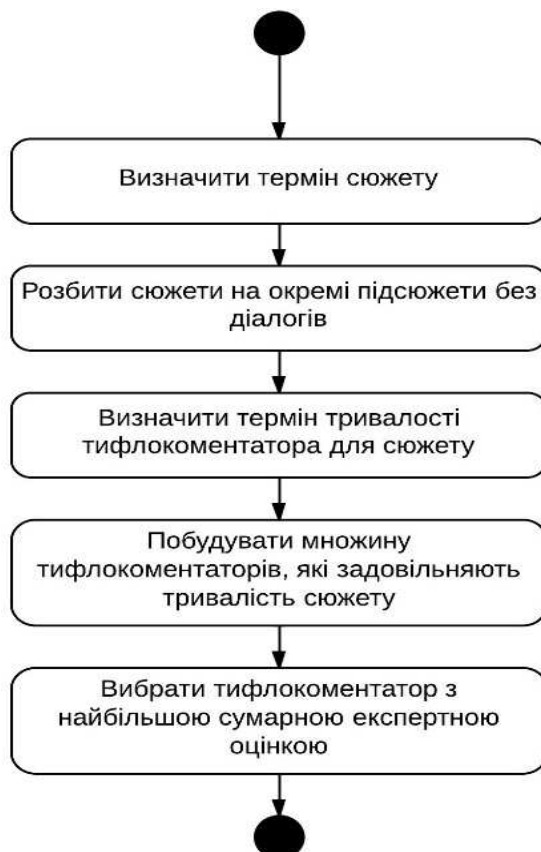 Визначити термін сюжету
Розбити сюжети на окремі підсюжети без
діалогів
Визначити термін тривалості
тифлокоментатора для сюжету
Побудувати множину
тифлокоментаторів, які задовільняють
тривалість сюжету
Вибрати тифлокоментатор з
найбільшою сумарною експертною
оцінкою